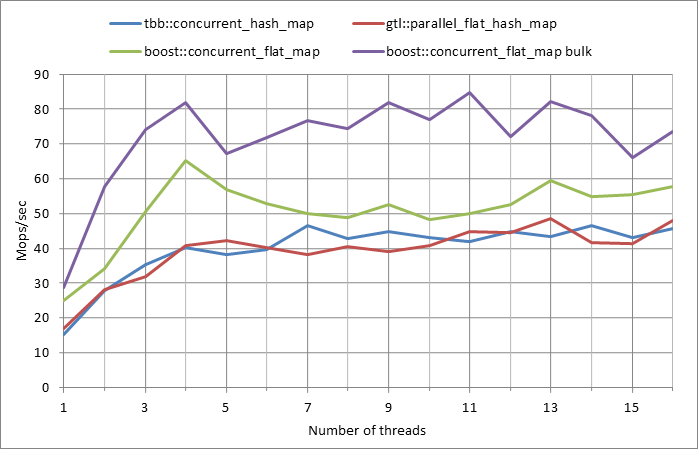 tbb::concurrent_hash_map gtl::parallel_flat_hash_map
boost::concurrent_flat_map boost::concurrent_flat_map bulk
90
80
70
60
50
40
30
20
10
0
Mops/sec
1 3 5 7 9 11 13 15
Number of threads